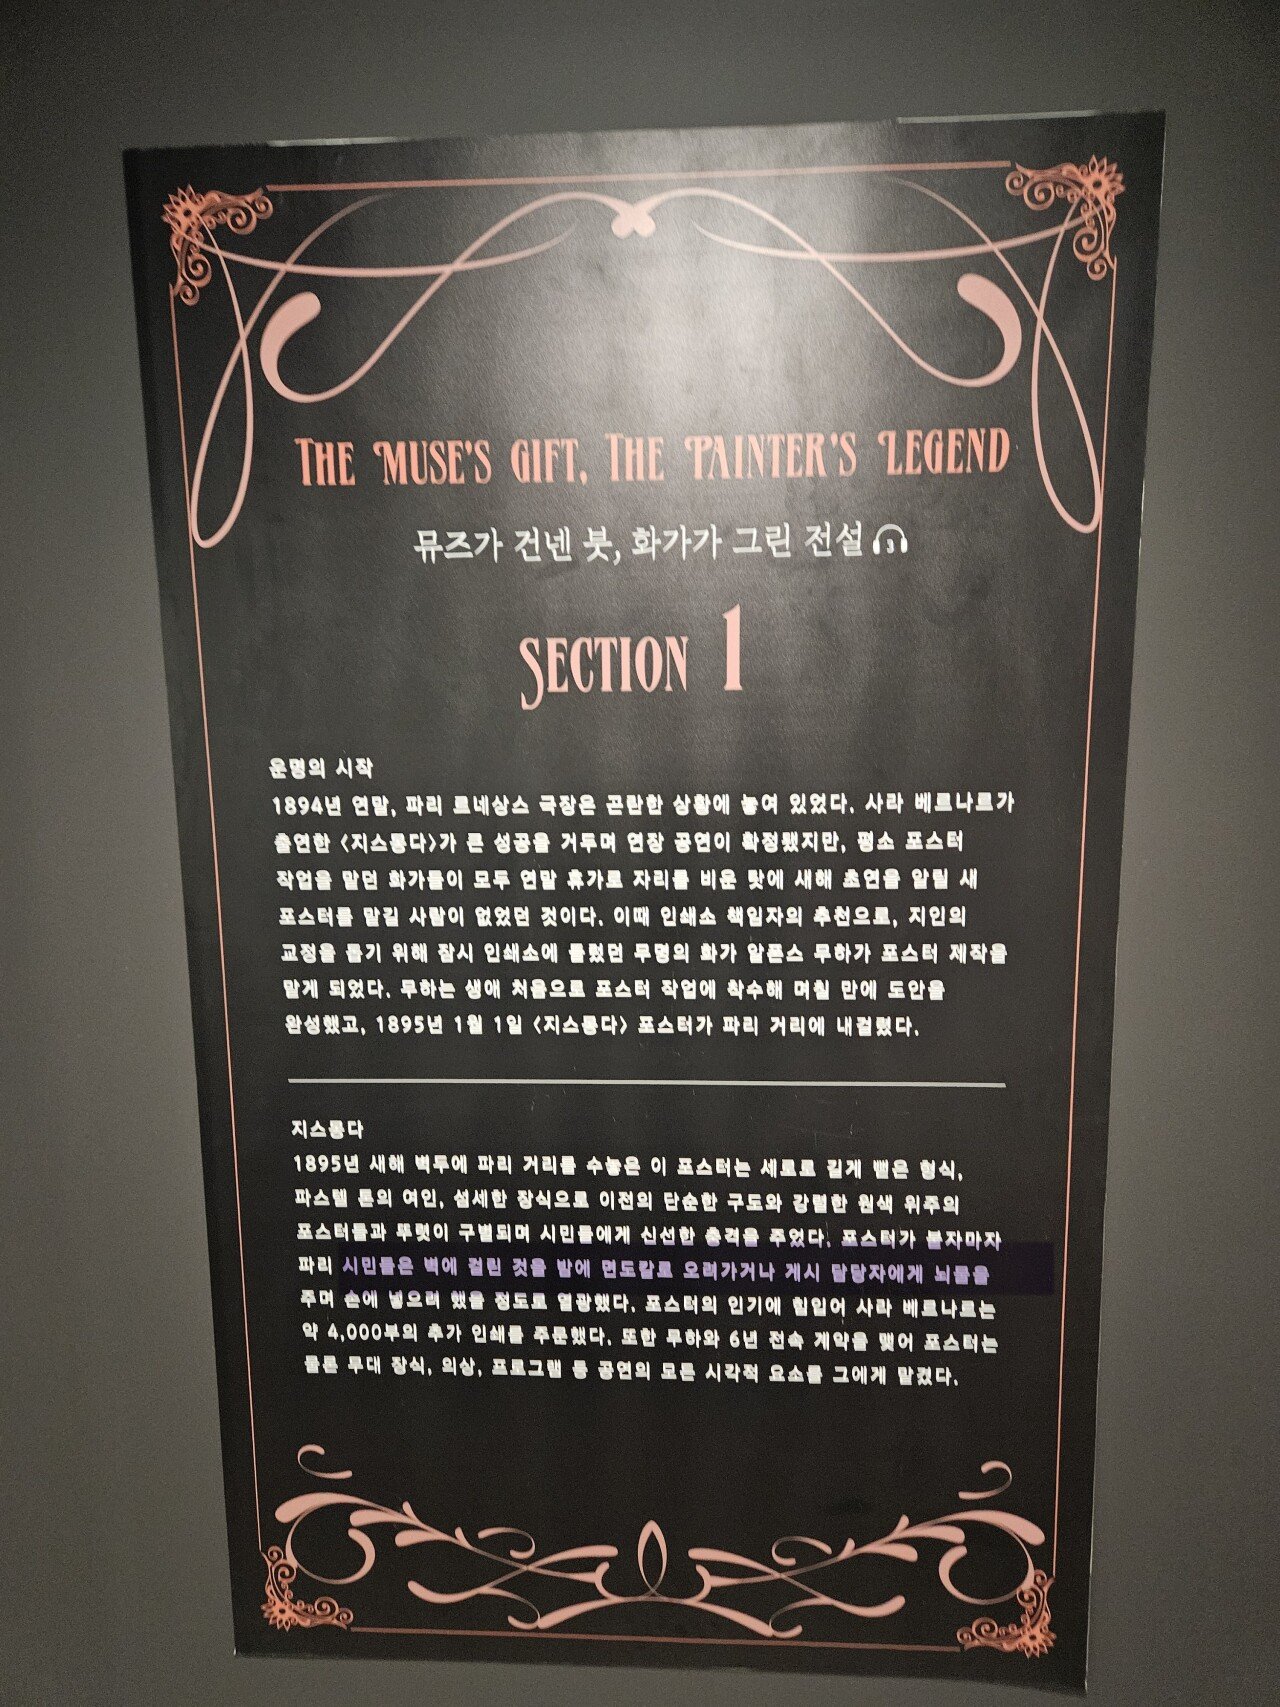 THE MUSE'S GIFT, THE PAINTER'S LEGEND
뮤즈가 건넨 붓, 화가가 그린 전설 3
SECTION 1
운명의 시작
1894년 연말, 파리 르네상스 극장은 곤란한 상황에 놓여 있었다. 사라 베르나르가
출연한 <지스몽다>가 큰 성공을 거두며 연장 공연이 확정됐지만, 평소 포스터
작업을 맡던 화가들이 모두 연말 휴가로 자리를 비운 탓에 새해 초연을 알릴 새
포스터를 맡길 사람이 없었던 것이다. 이때 인쇄소 책임자의 추천으로, 지인의
교정을 돕기 위해 잠시 인쇄소에 들렀던 무명의 화가 알폰스 무하가 포스터 제작을
맡게 되었다. 무하는 생애 처음으로 포스터 작업에 착수해 며칠 만에 도안을
완성했고, 1895년 1월 1일 <지스몽다> 포스터가 파리 거리에 내걸렸다.
지스몽다
1895년 새해 벽두에 파리 거리를 수놓은 이 포스터는 세로로 길게 뻗은 형식,
파스텔 톤의 여인, 섬세한 장식으로 이전의 단순한 구도와 강렬한 원색 위주의
포스터들과 뚜렷이 구별되며 시민들에게 신선한 충격을 주었다. 포스터가 붙자마자
파리 시민들은 벽에 걸린 것을 밤에 면도칼로 오려가거나 게시 담당자에게 뇌물을
주며 손에 넣으려 했을 정도로 열광했다. 포스터의 인기에 힘입어 사라 베르나르는
약 4,000부의 추가 인쇄를 주문했다. 또한 무하와 6년 전속 계약을 맺어 포스터는
물론 무대 장식, 의상, 프로그램 등 공연의 모든 시각적 요소를 그에게 맡겼다.